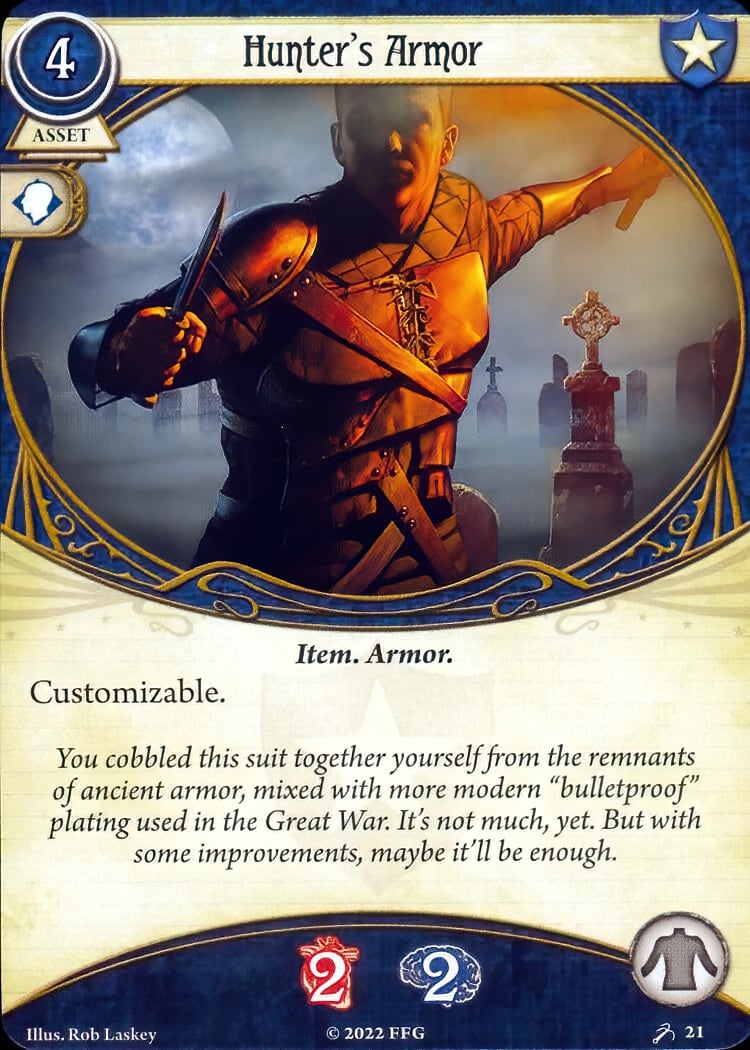 4
Hunter's Armor
ASSET
Item. Armor.
Customizable.
You cobbled this suit together yourself from the remnants
of ancient armor, mixed with more modern “bulletproof”
plating used in the Great War. It's not much, yet. But with
some improvements, maybe it'll be enough.
2 2
Illus. Rob Laskey © 2022 FFG 21